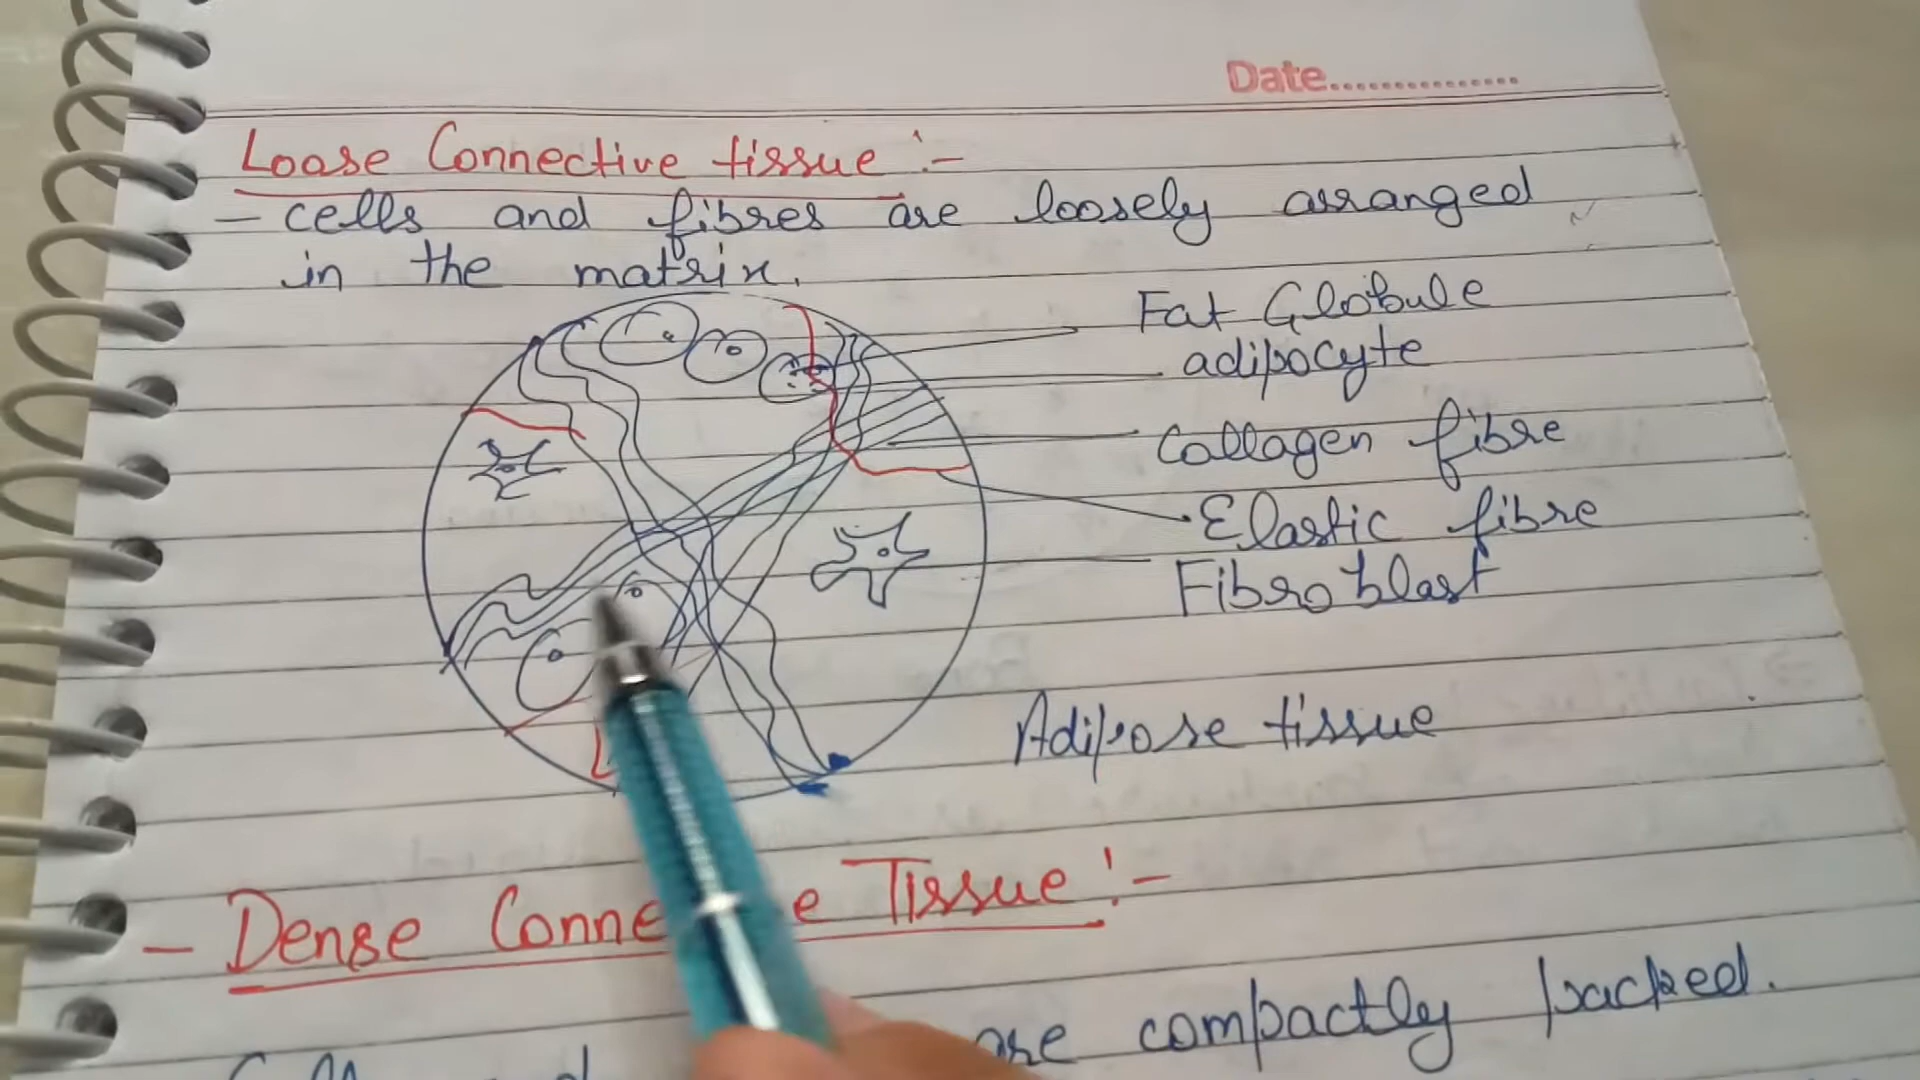 Date...............
Loose Connective tissue :-
- cells and fibres are loosely arranged
in the matrix.
Fat Globule
adipocyte
Collagen fibre
Elastic fibre
Fibroblast
Adipose tissue
- Dense Conne e Tissue :-
are compactly packed.